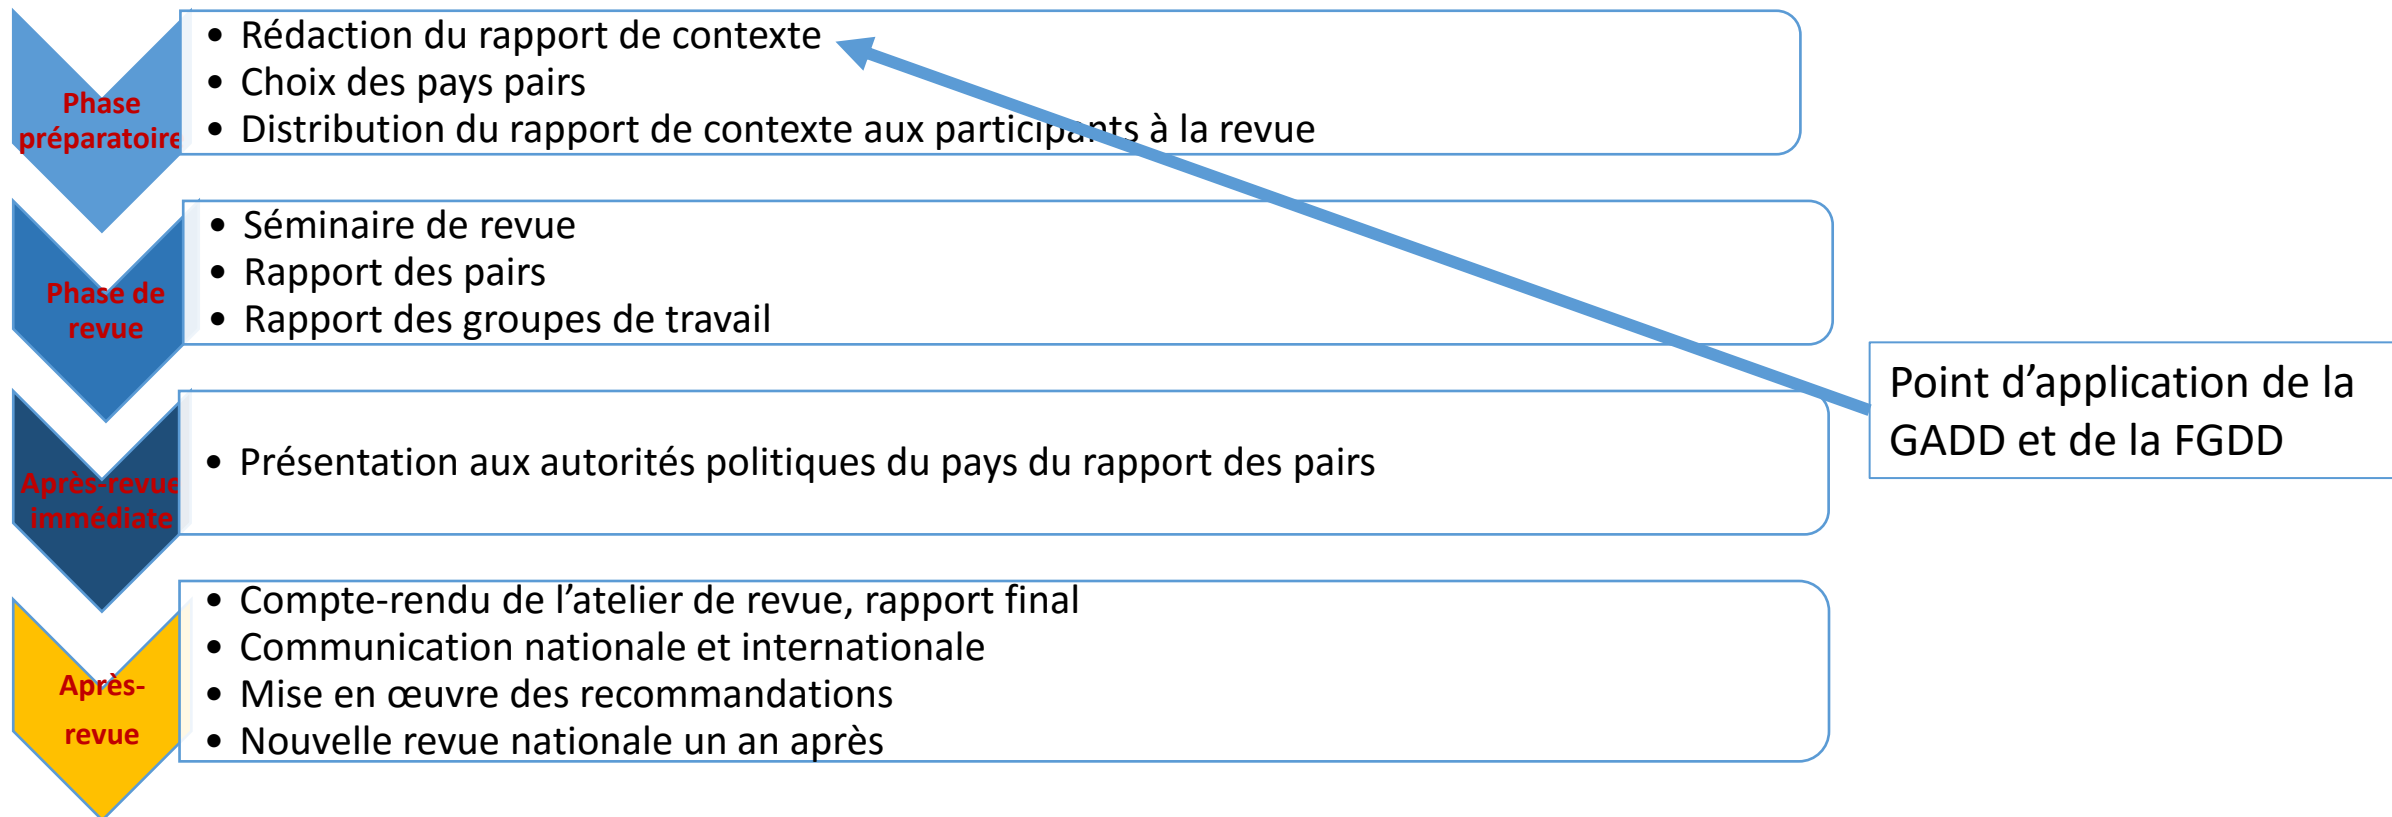 Phase
préparatoire
• Rédaction du rapport de contexte
• Choix des pays pairs
• Distribution du rapport de contexte aux participants à la revue
Phase de
revue
• Séminaire de revue
• Rapport des pairs
• Rapport des groupes de travail
Point d’application de la
GADD et de la FGDD
Après-revue
immédiate
• Présentation aux autorités politiques du pays du rapport des pairs
Après-
revue
• Compte-rendu de l’atelier de revue, rapport final
• Communication nationale et internationale
• Mise en œuvre des recommandations
• Nouvelle revue nationale un an après